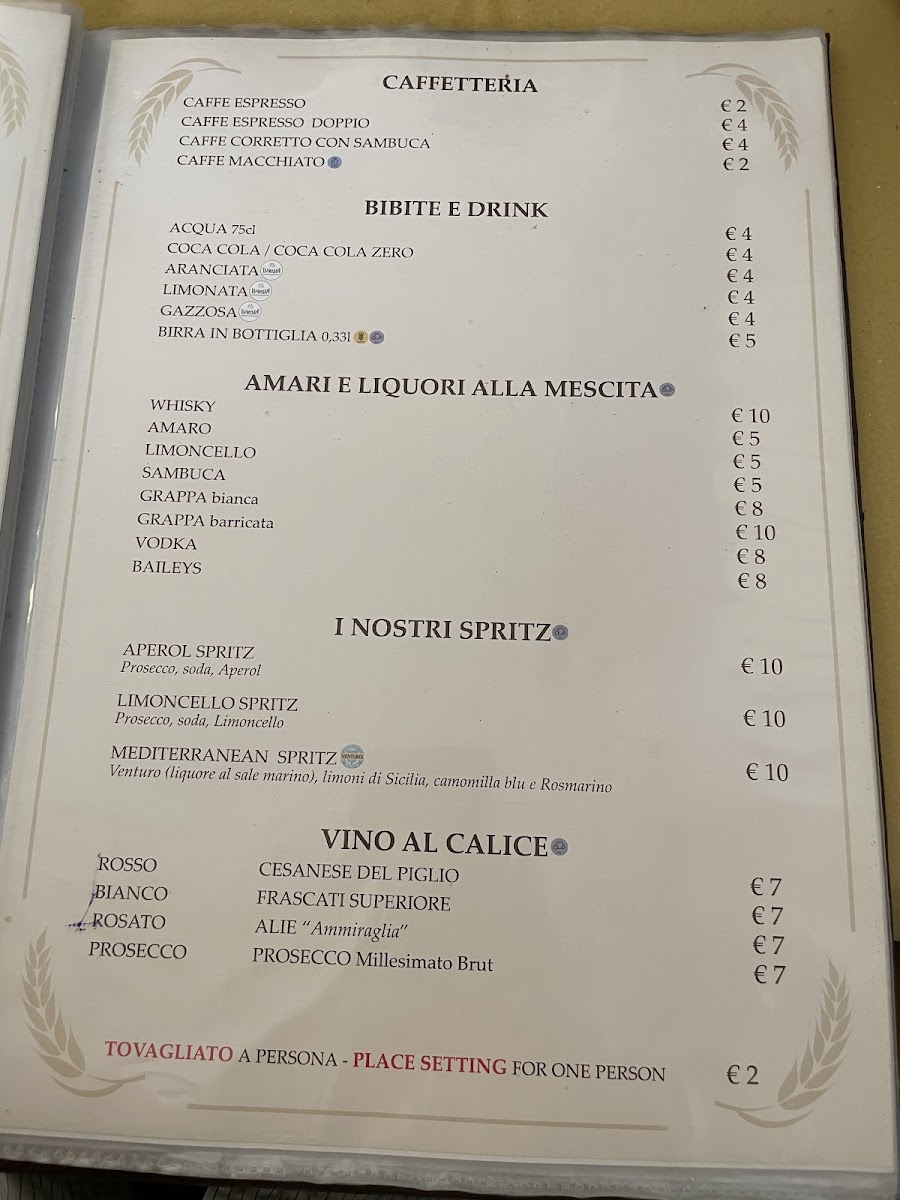 CAFFETTERIA
CAFFE ESPRESSO € 2
CAFFE ESPRESSO DOPPIO € 4
CAFFE CORRETTO CON SAMBUCA € 4
CAFFE MACCHIATO € 2
BIBITE E DRINK
ACQUA 75cl € 4
COCA COLA / COCA COLA ZERO € 4
ARANCIATA € 4
LIMONATA € 4
GAZZOSA € 4
BIRRA IN BOTTIGLIA 0,33l € 5
AMARI E LIQUORI ALLA MESCITA
WHISKY € 10
AMARO € 5
LIMONCELLO € 5
SAMBUCA € 5
GRAPPA bianca € 8
GRAPPA barricata € 10
VODKA € 8
BAILEYS € 8
I NOSTRI SPRITZ
APEROL SPRITZ € 10
Prosecco, soda, Aperol
LIMONCELLO SPRITZ € 10
Prosecco, soda, Limoncello
MEDITERRANEAN SPRITZ VENTURO € 10
Venturo (liquore al sale marino), limoni di Sicilia, camomilla blu e Rosmarino
VINO AL CALICE
ROSSO CESANESE DEL PIGLIO € 7
BIANCO FRASCATI SUPERIORE € 7
ROSATO ALIE "Ammiraglia" € 7
PROSECCO PROSECCO Millesimato Brut € 7
TOVAGLIATO A PERSONA - PLACE SETTING FOR ONE PERSON € 2